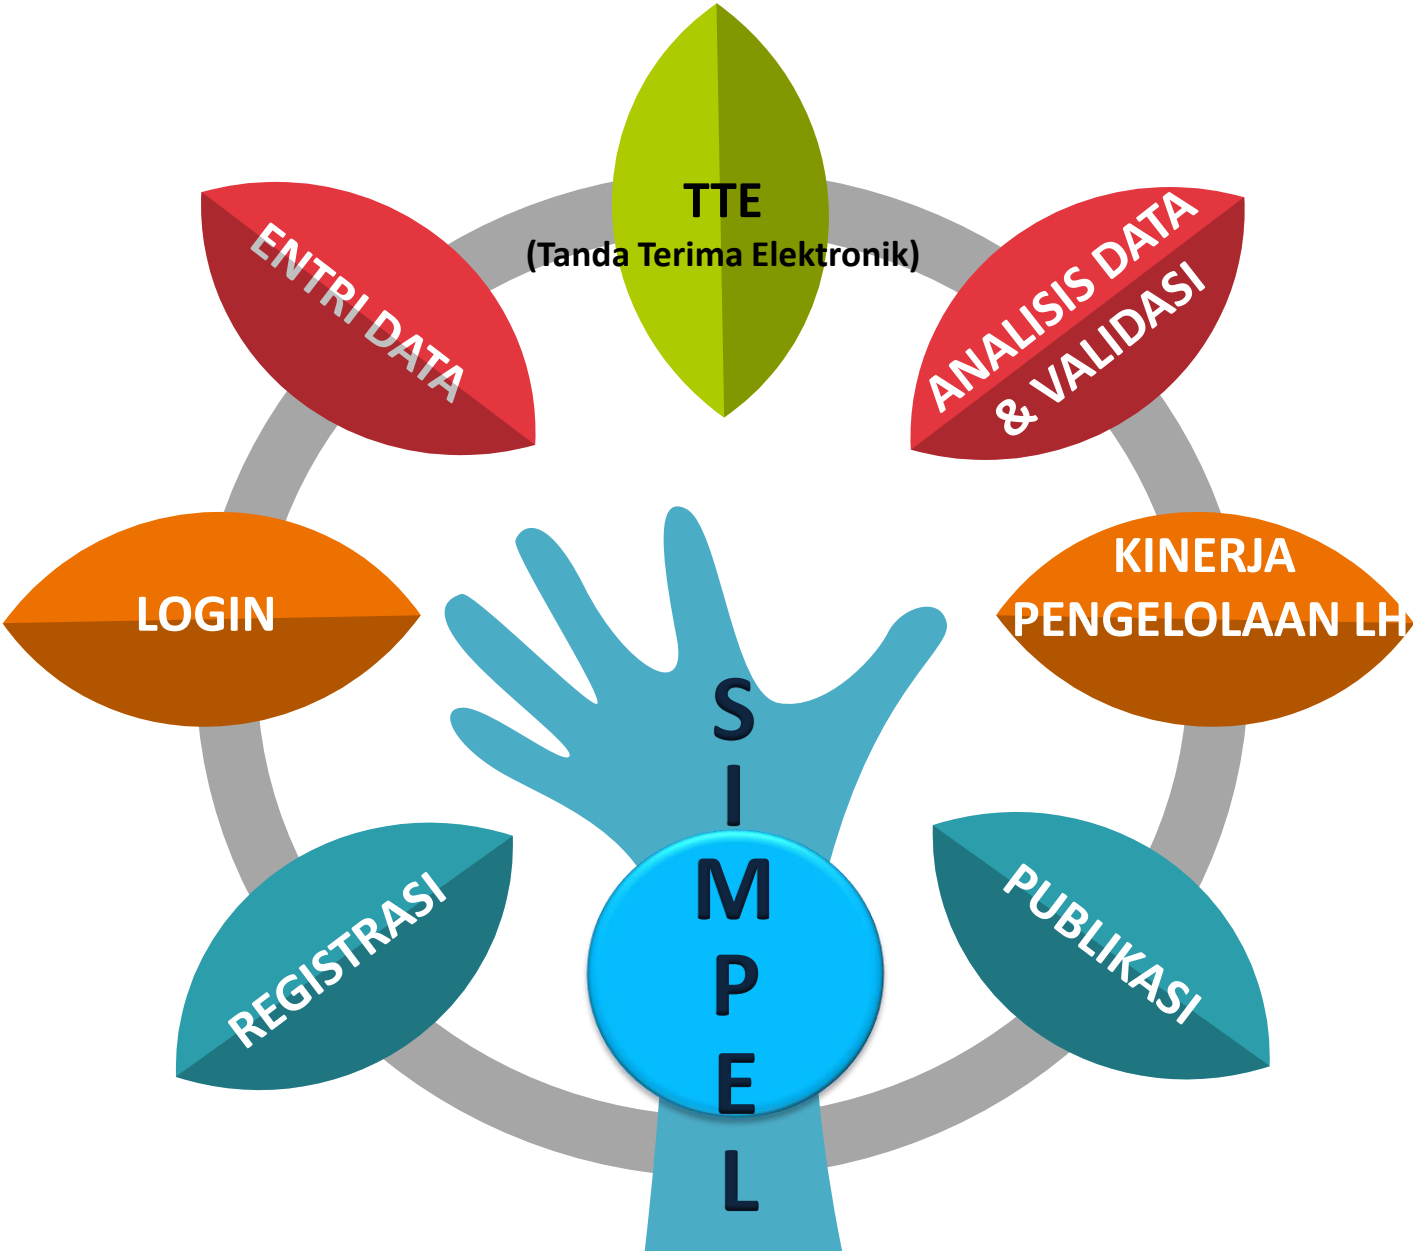 TTE
(Tanda Terima Elektronik)
ENTRI DATA
ANALISIS DATA
& VALIDASI
LOGIN
KINERJA
PENGELOLAAN LH
REGISTRASI
PUBLIKASI
S
I
M
P
E
L